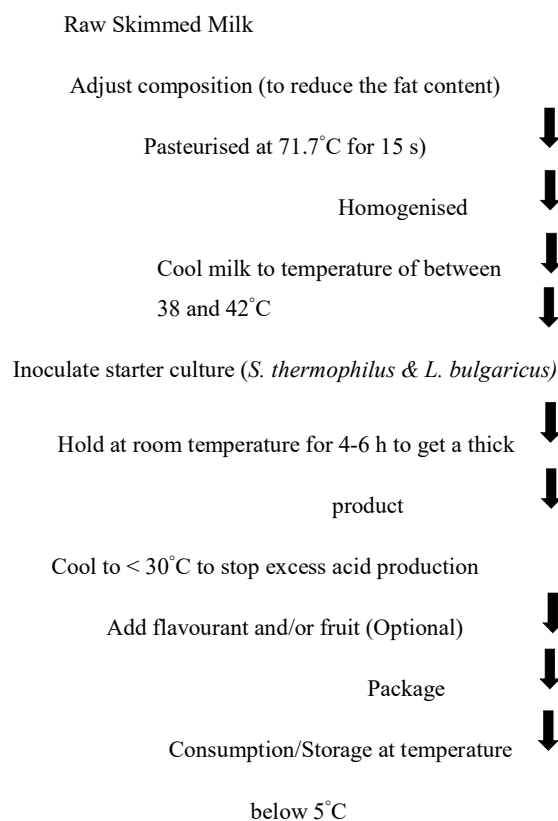 Raw Skimmed Milk
Adjust composition (to reduce the fat content)
Pasteurised at 71.7°C for 15 s)
Homogenised
Cool milk to temperature of between
38 and 42°C
Inoculate starter culture (S. thermophilus & L. bulgaricus)
Hold at room temperature for 4-6 h to get a thick
product
Cool to < 30°C to stop excess acid production
Add flavourant and/or fruit (Optional)
Package
Consumption/Storage at temperature
below 5°C